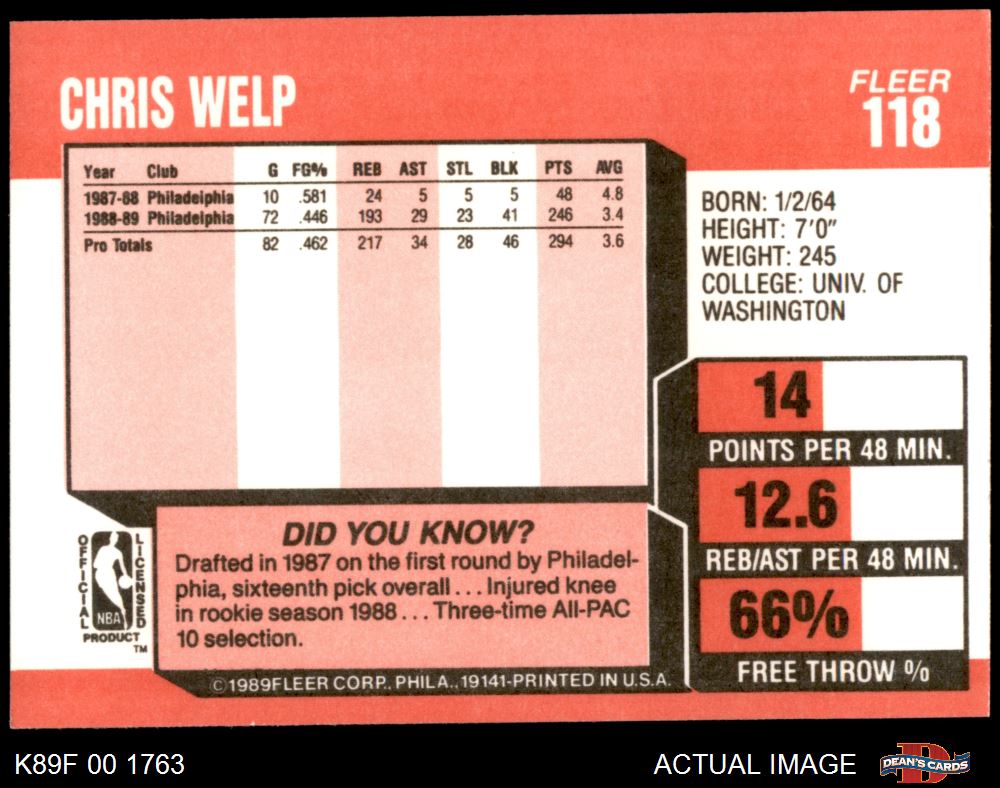 CHRIS WELP
FLEER
118
Year Club G FG% REB AST STL BLK PTS AVG
1987-88 Philadelphia 10 .581 24 5 5 5 48 4.8
1988-89 Philadelphia 72 .446 193 29 23 41 246 3.4
Pro Totals 82 .462 217 34 28 46 294 3.6
BORN: 1/2/64
HEIGHT: 7'0"
WEIGHT: 245
COLLEGE: UNIV. OF
WASHINGTON
14
POINTS PER 48 MIN.
12.6
REB/AST PER 48 MIN.
66%
FREE THROW %
DID YOU KNOW?
Drafted in 1987 on the first round by Philadel-
phia, sixteenth pick overall . . . Injured knee
in rookie season 1988 . . . Three-time All-PAC
10 selection.
OFFICIAL
LICENSED
NBA
PRODUCT
TM
©1989 FLEER CORP., PHILA., 19141-PRINTED IN U.S.A.
K89F 00 1763
ACTUAL IMAGE
D
DEAN'S CARDS